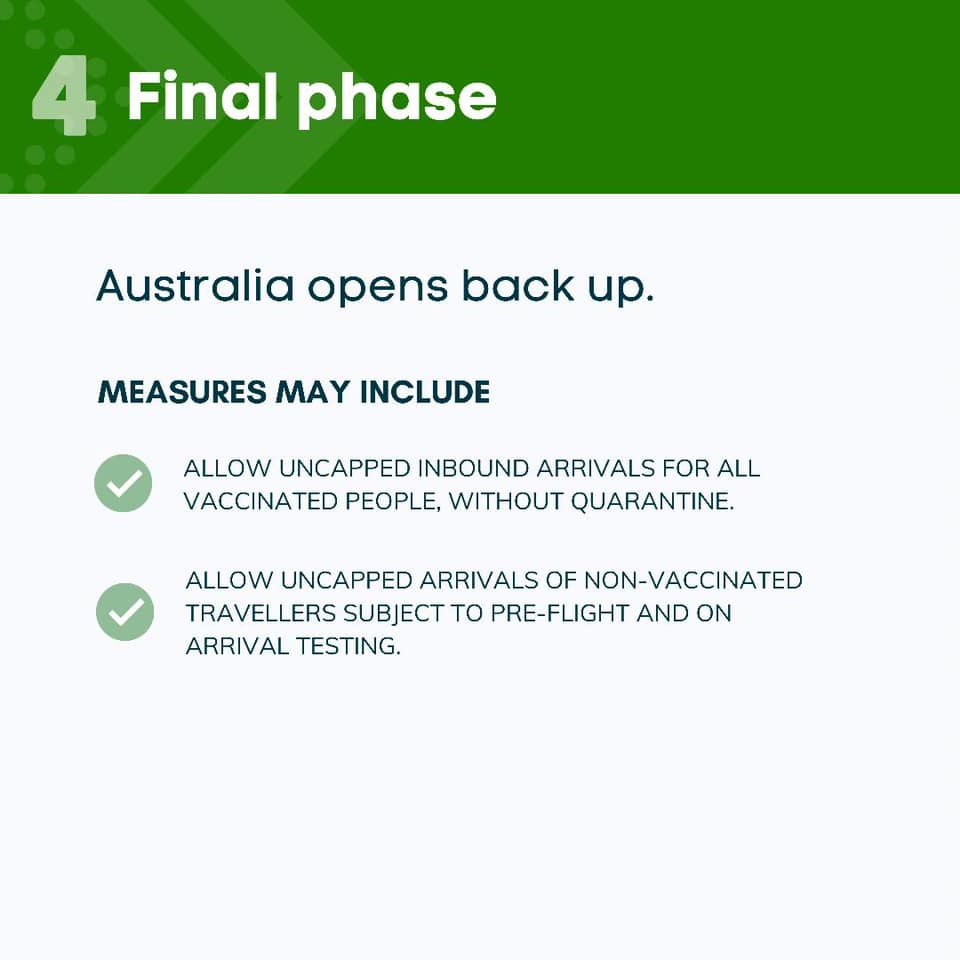 4 Final phase
Australia opens back up.
MEASURES MAY INCLUDE
ALLOW UNCAPPED INBOUND ARRIVALS FOR ALL
VACCINATED PEOPLE, WITHOUT QUARANTINE.
ALLOW UNCAPPED ARRIVALS OF NON-VACCINATED
TRAVELLERS SUBJECT TO PRE-FLIGHT AND ON
ARRIVAL TESTING.